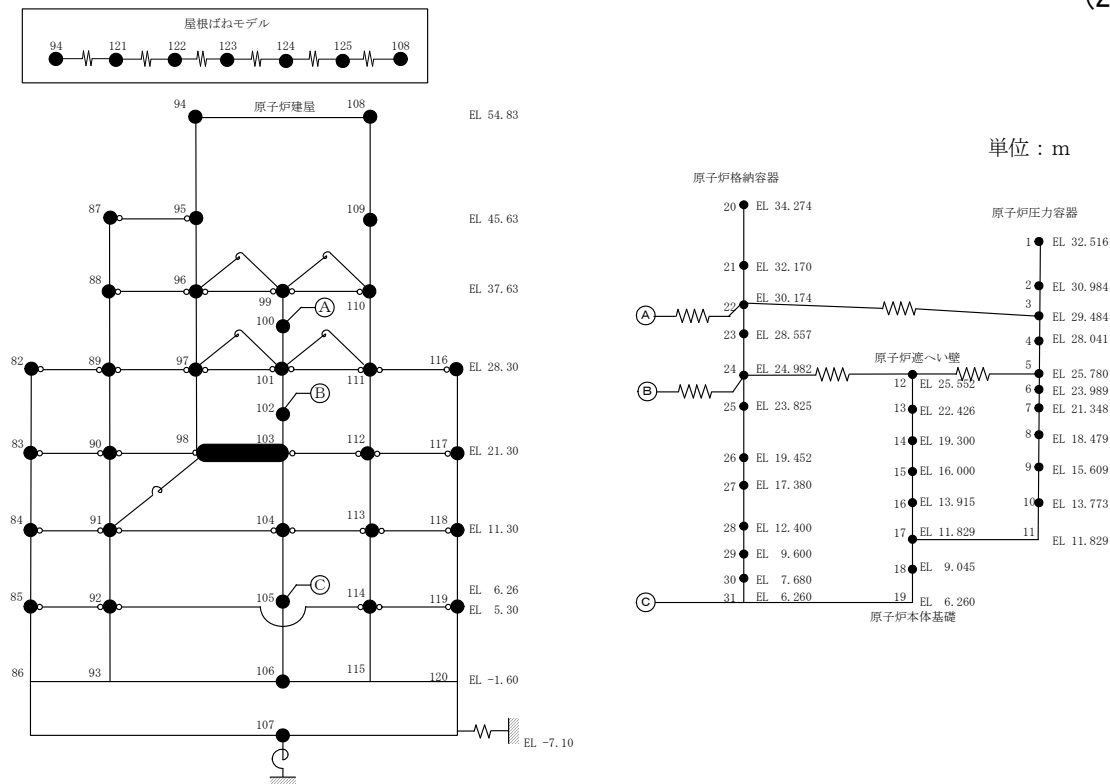 (2
屋根ばねモデル
94 121 122 123 124 125 108
94 原子炉建屋 108 EL 54.83
87 95 109 EL 45.63
88 96 99 110 EL 37.63
100 A
82 89 97 101 111 116 EL 28.30
102 B
83 90 98 103 112 117 EL 21.30
84 91 104 113 118 EL 11.30
EL 6.26
85 92 105 C 114 119 EL 5.30
86 93 106 115 120 EL -1.60
107 EL -7.10
単位：m
原子炉格納容器
20 EL 34.274
21 EL 32.170
A 22 EL 30.174
23 EL 28.557
B 24 EL 24.982
25 EL 23.825
26 EL 19.452
27 EL 17.380
28 EL 12.400
29 EL 9.600
30 EL 7.680
C 31 EL 6.260
原子炉遮へい壁
12 EL 25.552
13 EL 22.426
14 EL 19.300
15 EL 16.000
16 EL 13.915
17 EL 11.829
18 EL 9.045
19 EL 6.260
原子炉本体基礎
原子炉圧力容器
1 EL 32.516
2 EL 30.984
3 EL 29.484
4 EL 28.041
5 EL 25.780
6 EL 23.989
7 EL 21.348
8 EL 18.479
9 EL 15.609
10 EL 13.773
11 EL 11.829